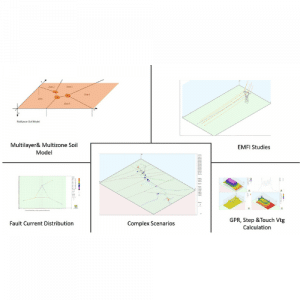 Multilayer& Multizone Soil
Model
EMFI Studies
Fault Current Distribution
Complex Scenarios
GPR, Step &Touch Vtg
Calculation